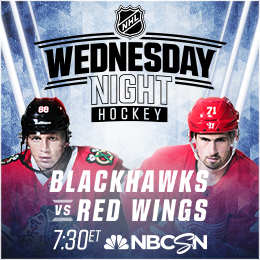 NHL
WEDNESDAY
NIGHT
HOCKEY
88
71
BLACKHAWKS
VS RED WINGS
7:30ET NBCSN